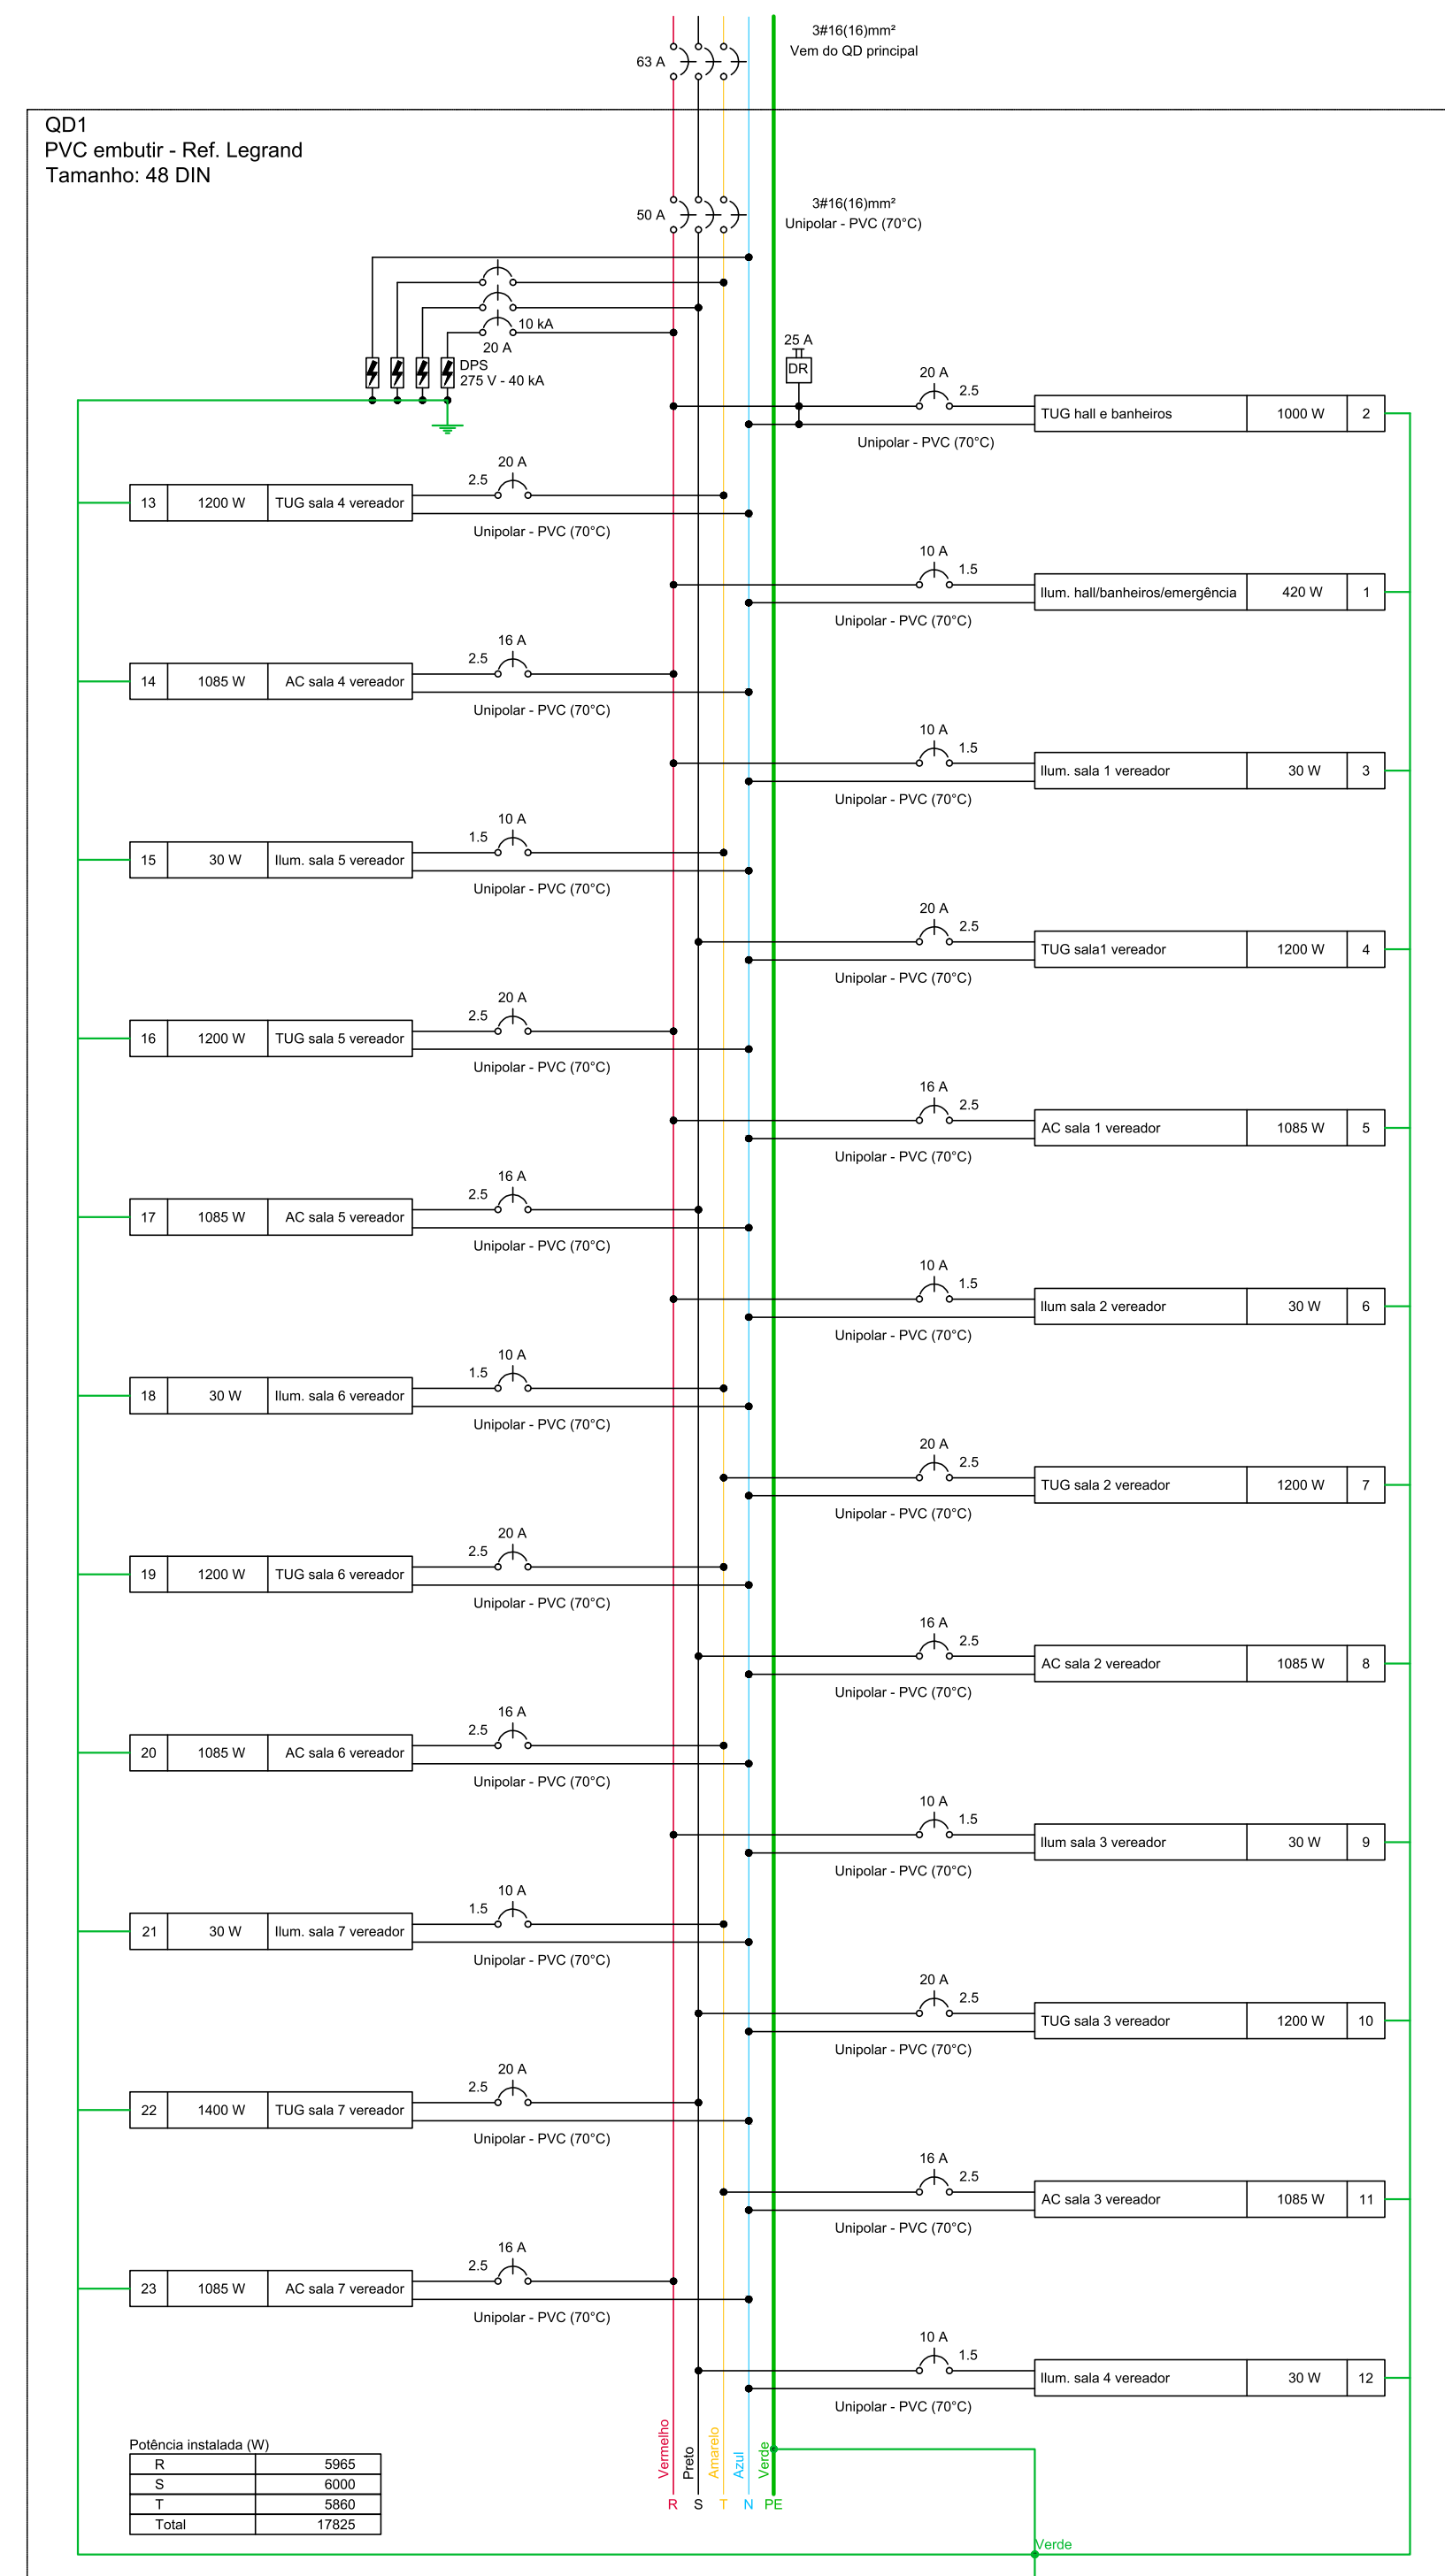 3#16(16)mm²
Vem do QD principal
63 A
QD1
PVC embutir - Ref. Legrand
Tamanho: 48 DIN
50 A
3#16(16)mm²
Unipolar - PVC (70°C)
10 kA
20 A
DPS
275 V - 40 kA
25 A
DR
20 A
2.5
TUG hall e banheiros 1000 W 2
Unipolar - PVC (70°C)
20 A
2.5
13 1200 W TUG sala 4 vereador
Unipolar - PVC (70°C)
10 A
1.5
Ilum. hall/banheiros/emergência 420 W 1
Unipolar - PVC (70°C)
16 A
2.5
14 1085 W AC sala 4 vereador
Unipolar - PVC (70°C)
10 A
1.5
Ilum. sala 1 vereador 30 W 3
Unipolar - PVC (70°C)
10 A
1.5
15 30 W Ilum. sala 5 vereador
Unipolar - PVC (70°C)
20 A
2.5
TUG sala1 vereador 1200 W 4
Unipolar - PVC (70°C)
20 A
2.5
16 1200 W TUG sala 5 vereador
Unipolar - PVC (70°C)
16 A
2.5
AC sala 1 vereador 1085 W 5
Unipolar - PVC (70°C)
16 A
2.5
17 1085 W AC sala 5 vereador
Unipolar - PVC (70°C)
10 A
1.5
Ilum sala 2 vereador 30 W 6
Unipolar - PVC (70°C)
10 A
1.5
18 30 W Ilum. sala 6 vereador
Unipolar - PVC (70°C)
20 A
2.5
TUG sala 2 vereador 1200 W 7
Unipolar - PVC (70°C)
20 A
2.5
19 1200 W TUG sala 6 vereador
Unipolar - PVC (70°C)
16 A
2.5
AC sala 2 vereador 1085 W 8
Unipolar - PVC (70°C)
16 A
2.5
20 1085 W AC sala 6 vereador
Unipolar - PVC (70°C)
10 A
1.5
Ilum sala 3 vereador 30 W 9
Unipolar - PVC (70°C)
10 A
1.5
21 30 W Ilum. sala 7 vereador
Unipolar - PVC (70°C)
20 A
2.5
TUG sala 3 vereador 1200 W 10
Unipolar - PVC (70°C)
20 A
2.5
22 1400 W TUG sala 7 vereador
Unipolar - PVC (70°C)
16 A
2.5
AC sala 3 vereador 1085 W 11
Unipolar - PVC (70°C)
16 A
2.5
23 1085 W AC sala 7 vereador
Unipolar - PVC (70°C)
10 A
1.5
Ilum. sala 4 vereador 30 W 12
Unipolar - PVC (70°C)
Potência instalada (W)
R 5965
S 6000
T 5860
Total 17825
Vermelho
Preto
Amarelo
Azul
Verde
R S T N PE
Verde